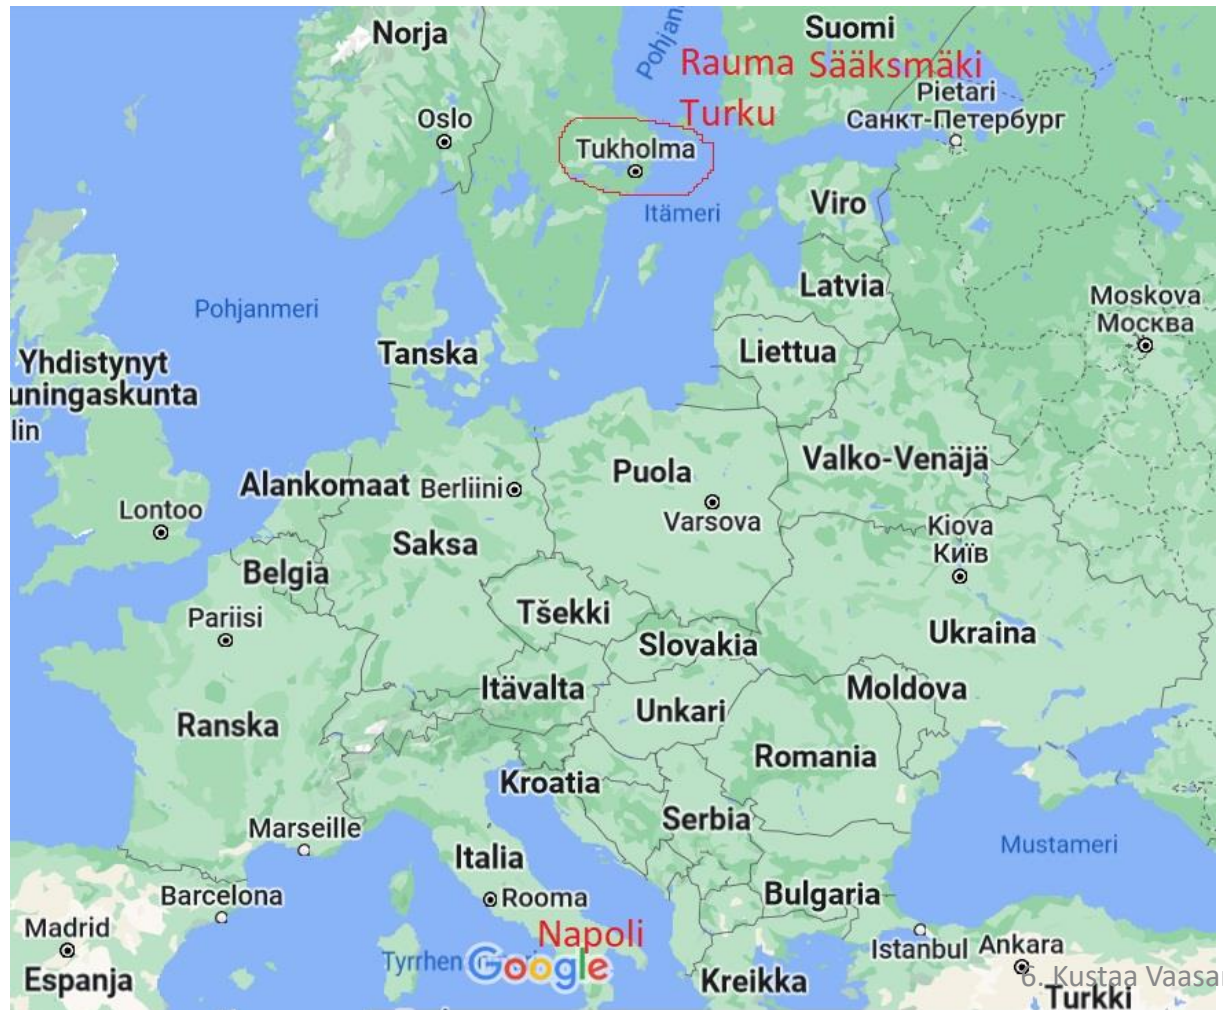 Norja
Suomi
Pohjan
Rauma Sääksmäki
Turku
Pietari
Санкт-Петербург
Oslo
Tukholma
Viro
Itämeri
Latvia
Moskova
Москва
Pohjanmeri
Tanska
Liettua
Yhdistynyt
uningaskunta
lin
Valko-Venäjä
Puola
Alankomaat
Berliini
Varsova
Lontoo
Kiova
Київ
Saksa
Belgia
Tšekki
Pariisi
Slovakia
Ukraina
Itävalta
Moldova
Unkari
Ranska
Romania
Kroatia
Serbia
Marseille
Mustameri
Italia
Bulgaria
Barcelona
Rooma
Madrid
Napoli
Istanbul
Ankara
Tyrrhen
Google
Espanja
Kreikka
6. Kustaa Vaasa
Turkki